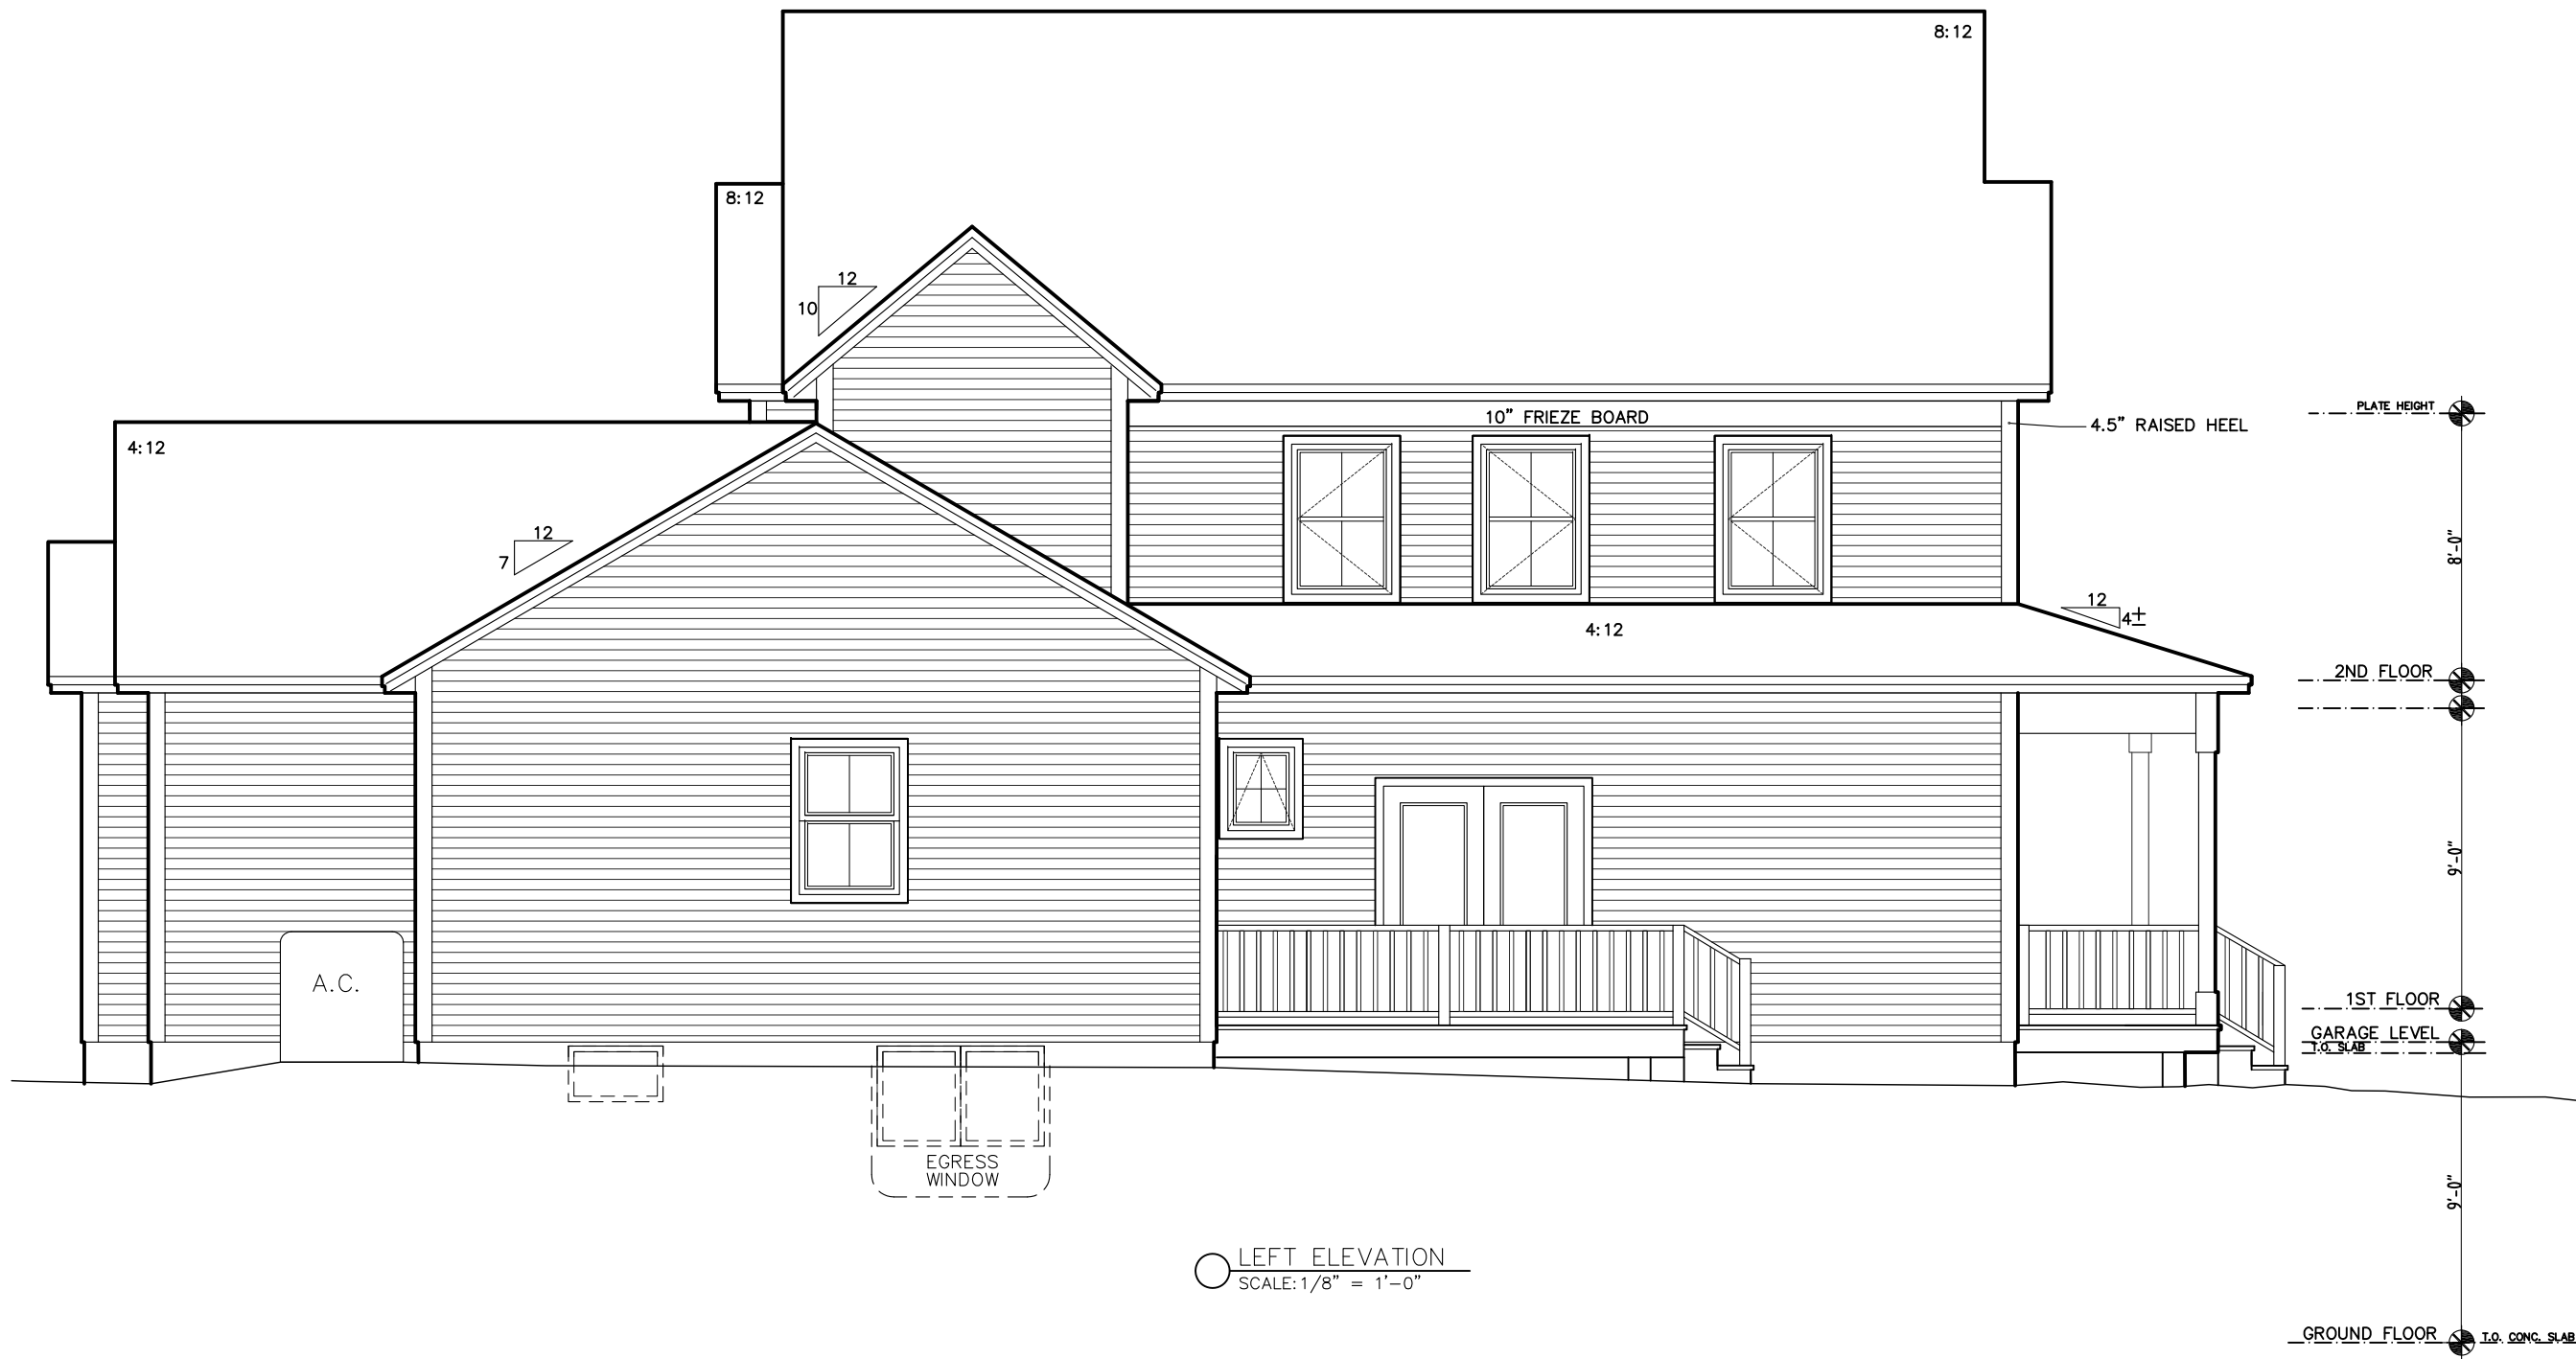 8:12
8:12
12
10
PLATE HEIGHT
10" FRIEZE BOARD
4.5" RAISED HEEL
4:12
12
7
8'-0"
12
4±
4:12
2ND FLOOR
9'-0"
A.C.
1ST FLOOR
GARAGE LEVEL
T.O. SLAB
EGRESS
WINDOW
9'-0"
LEFT ELEVATION
SCALE: 1/8" = 1'-0"
GROUND FLOOR
T.O. CONC. SLAB